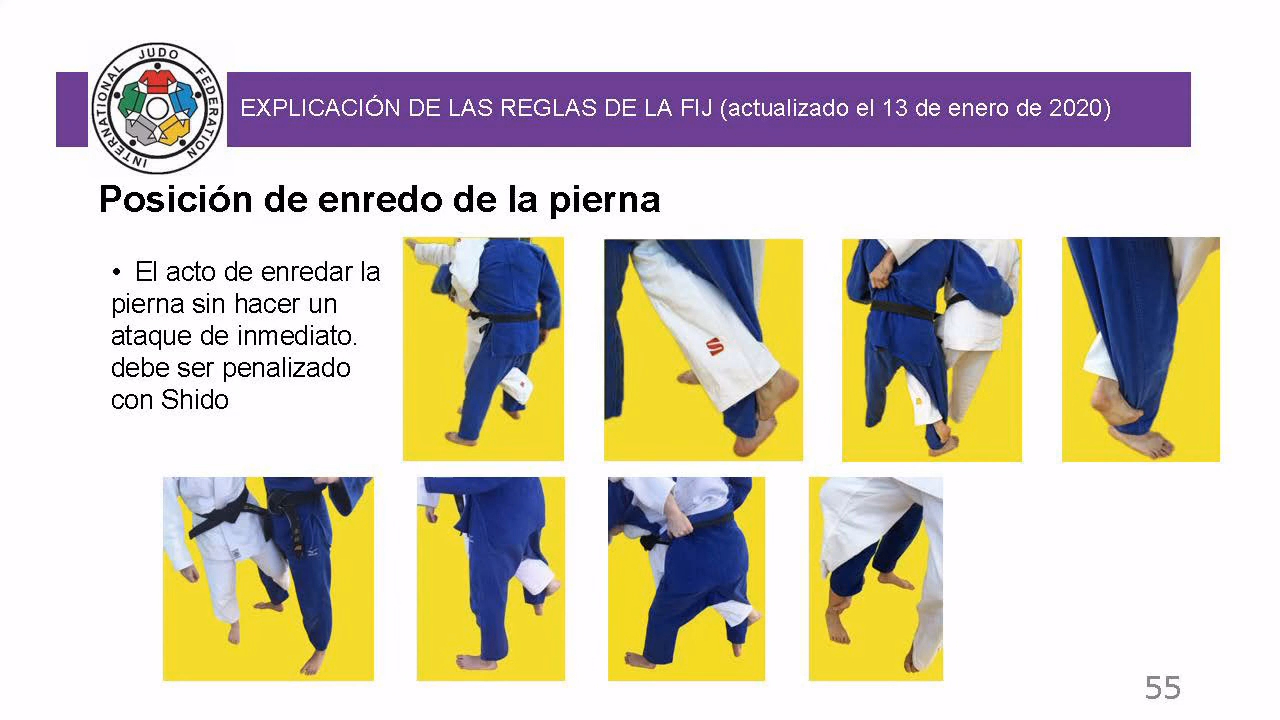 INTERNATIONAL JUDO FEDERATION
EXPLICACIÓN DE LAS REGLAS DE LA FIJ (actualizado el 13 de enero de 2020)
Posición de enredo de la pierna
• El acto de enredar la
pierna sin hacer un
ataque de inmediato.
debe ser penalizado
con Shido
55